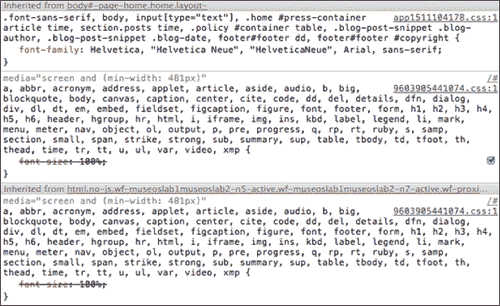 Inherited from body#-page-home.home.layout-
.font-sans-serif, body, input[type="text"], .home #press-container app1511104178.css:1
article time, section.posts time, .policy #container table, .blog-post-snippet .blog-
author, .blog-post-snippet .blog-date, footer#footer dd, footer#footer #copyright {
font-family: Helvetica, "Helvetica Neue", "HelveticaNeue", Arial, sans-serif;
}
media="screen and (min-width: 481px)" /#
a, abbr, acronym, address, applet, article, aside, audio, b, big, 9603905441074.css:1
blockquote, body, canvas, caption, center, cite, code, dd, del, details, dfn, dialog,
div, dl, dt, em, embed, fieldset, figcaption, figure, font, footer, form, h1, h2, h3, h4,
h5, h6, header, hgroup, hr, html, i, iframe, img, ins, kbd, label, legend, li, mark,
menu, meter, nav, object, ol, output, p, pre, progress, q, rp, rt, ruby, s, samp,
section, small, span, strike, strong, sub, summary, sup, table, tbody, td, tfoot, th,
thead, time, tr, tt, u, ul, var, video, xmp {
font-size: 100%;
}
Inherited from html.no-js.wf-museoslab1museoslab2-n5-active.wf-museoslab1museoslab2-n7-active.wf-proxi…
media="screen and (min-width: 481px)" /#
a, abbr, acronym, address, applet, article, aside, audio, b, big, 9603905441074.css:1
blockquote, body, canvas, caption, center, cite, code, dd, del, details, dfn, dialog,
div, dl, dt, em, embed, fieldset, figcaption, figure, font, footer, form, h1, h2, h3, h4,
h5, h6, header, hgroup, hr, html, i, iframe, img, ins, kbd, label, legend, li, mark,
menu, meter, nav, object, ol, output, p, pre, progress, q, rp, rt, ruby, s, samp,
section, small, span, strike, strong, sub, summary, sup, table, tbody, td, tfoot, th,
thead, time, tr, tt, u, ul, var, video, xmp {
font-size: 100%;
}